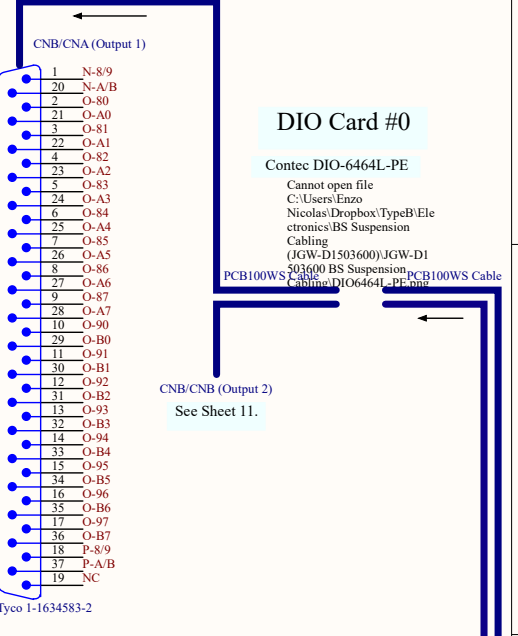 CNB/CNA (Output 1)
1 N-8/9
20 N-A/B
2 O-80
21 O-A0
3 O-81
22 O-A1
4 O-82
23 O-A2
5 O-83
24 O-A3
6 O-84
25 O-A4
7 O-85
26 O-A5
8 O-86
27 O-A6
9 O-87
28 O-A7
10 O-90
29 O-B0
11 O-91
30 O-B1
12 O-92
31 O-B2
13 O-93
32 O-B3
14 O-94
33 O-B4
15 O-95
34 O-B5
16 O-96
35 O-B6
17 O-97
36 O-B7
18 P-8/9
37 P-A/B
19 NC
Tyco 1-1634583-2
DIO Card #0
Contec DIO-6464L-PE
Cannot open file
C:\Users\Enzo
Nicolas\Dropbox\TypeB\Ele
ctronics\BS Suspension
Cabling
(JGW-D1503600)\JGW-D1
503600 BS Suspension
Cabling\DIO6464L-PE.png
PCB100WS Cable
PCB100WS Cable
CNB/CNB (Output 2)
See Sheet 11.